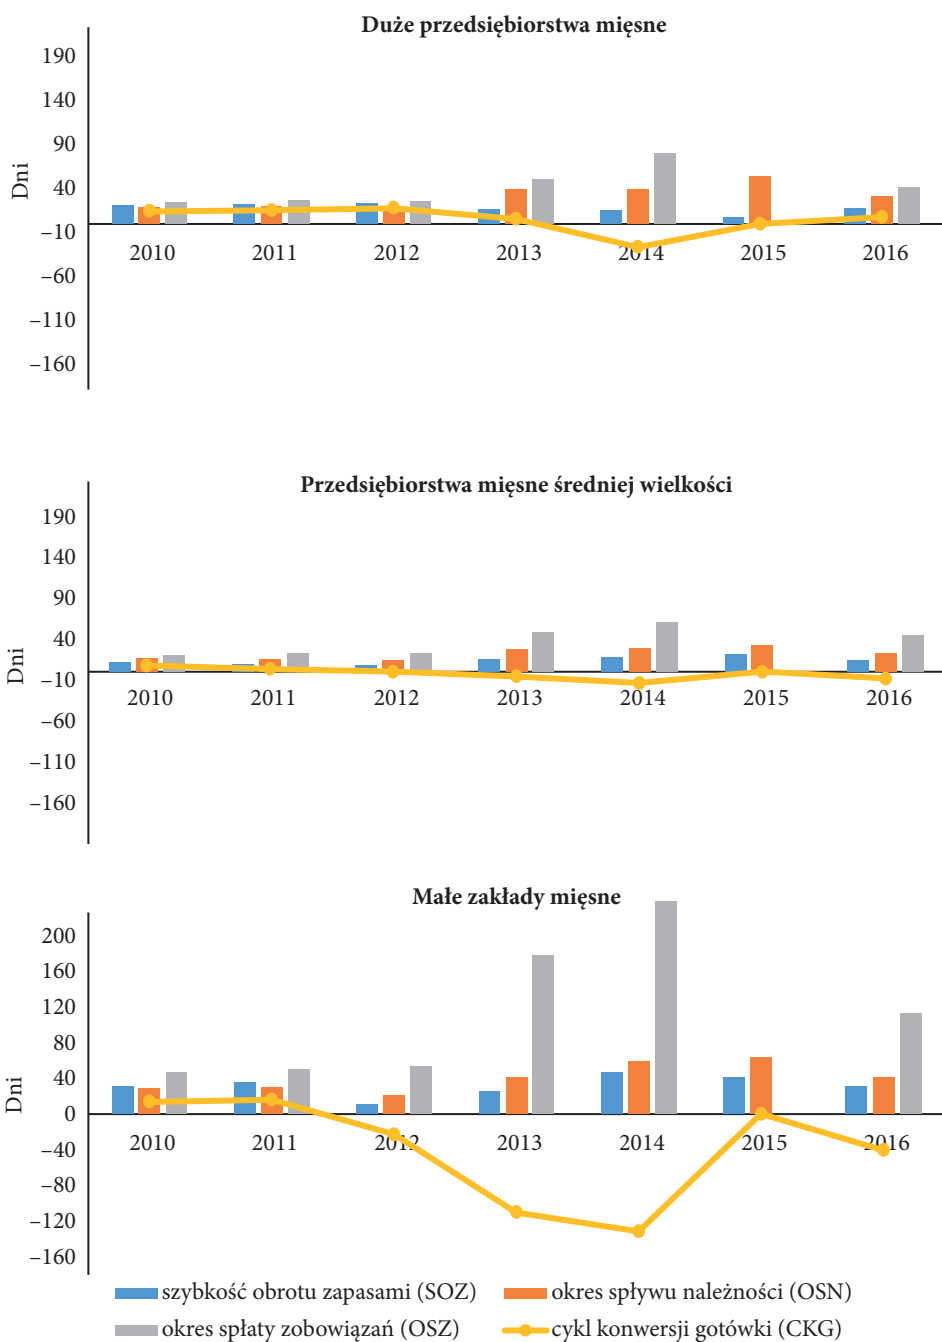 Duże przedsiębiorstwa mięsne
190
140
90
40
–10
–60
–110
–160
Dni
2010 2011 2012 2013 2014 2015 2016
Przedsiębiorstwa mięsne średniej wielkości
190
140
90
40
–10
–60
–110
–160
Dni
2010 2011 2012 2013 2014 2015 2016
Małe zakłady mięsne
200
160
120
80
40
0
–40
–80
–120
–160
Dni
2010 2011 2012 2013 2014 2015 2016
szybkość obrotu zapasami (SOZ) okres spływu należności (OSN)
okres spłaty zobowiązań (OSZ) cykl konwersji gotówki (CKG)